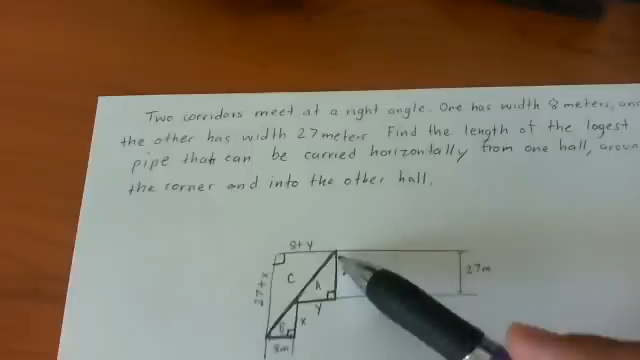 Two corridors meet at a right angle. One has width 8 meters, and
the other has width 27 meters Find the length of the logest
pipe that can be carried horizontally from one hall, aroun
the corner and into the other hall.
8+y
27+x
C
A
27m
y
B
x
8m